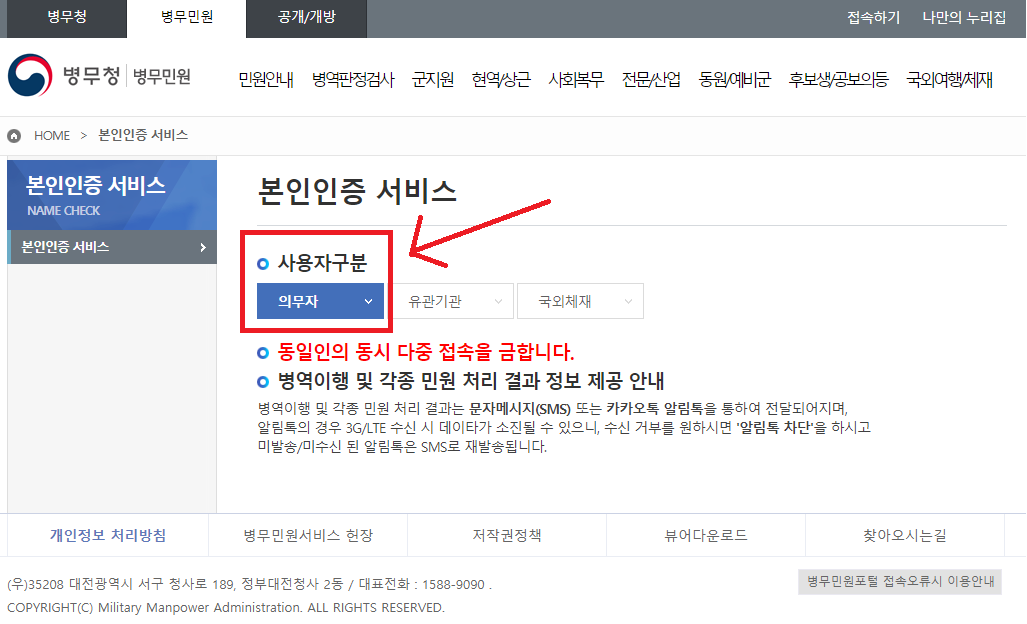 병무청 병무민원 공개/개방 접속하기 나만의 누리집
병무청 병무민원 민원안내 병역판정검사 군지원 현역/상근 사회복무 전문/산업 동원/예비군 후보생/공보의등 국외여행/체재
HOME > 본인인증 서비스
본인인증 서비스
NAME CHECK
본인인증 서비스
본인인증 서비스
사용자구분
의무자 유관기관 국외체재
동일인의 동시 다중 접속을 금합니다.
병역이행 및 각종 민원 처리 결과 정보 제공 안내
병역이행 및 각종 민원 처리 결과는 문자메시지(SMS) 또는 카카오톡 알림톡을 통하여 전달되어지며,
알림톡의 경우 3G/LTE 수신 시 데이타가 소진될 수 있으니, 수신 거부를 원하시면 '알림톡 차단'을 하시고
미발송/미수신 된 알림톡은 SMS로 재발송됩니다.
개인정보 처리방침 병무민원서비스 헌장 저작권정책 뷰어다운로드 찾아오시는길
(우)35208 대전광역시 서구 청사로 189, 정부대전청사 2동 / 대표전화 : 1588-9090 .
병무민원포털 접속오류시 이용안내
COPYRIGHT(C) Military Manpower Administration. ALL RIGHTS RESERVED.